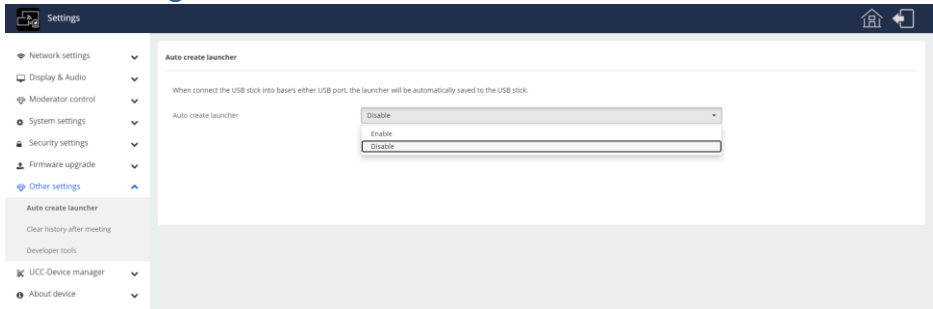 Settings
Network settings
Display & Audio
Moderator control
System settings
Security settings
Firmware upgrade
Other settings
Auto create launcher
Clear history after meeting
Developer tools
UCC-Device manager
About device
Auto create launcher
When connect the USB stick into base's either USB port, the launcher will be automatically saved to the USB stick.
Auto create launcher Disable
Enable
Disable